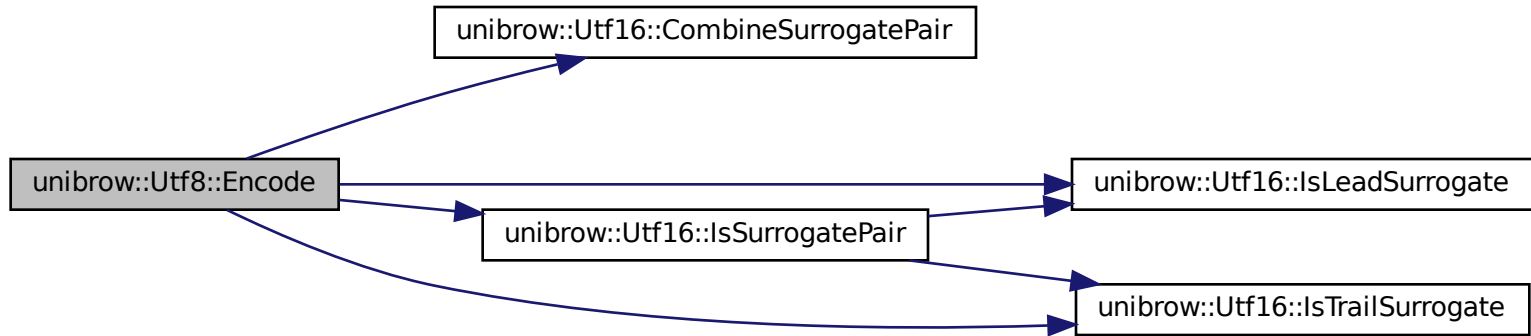 unibrow::Utf16::CombineSurrogatePair
unibrow::Utf8::Encode
unibrow::Utf16::IsLeadSurrogate
unibrow::Utf16::IsSurrogatePair
unibrow::Utf16::IsTrailSurrogate